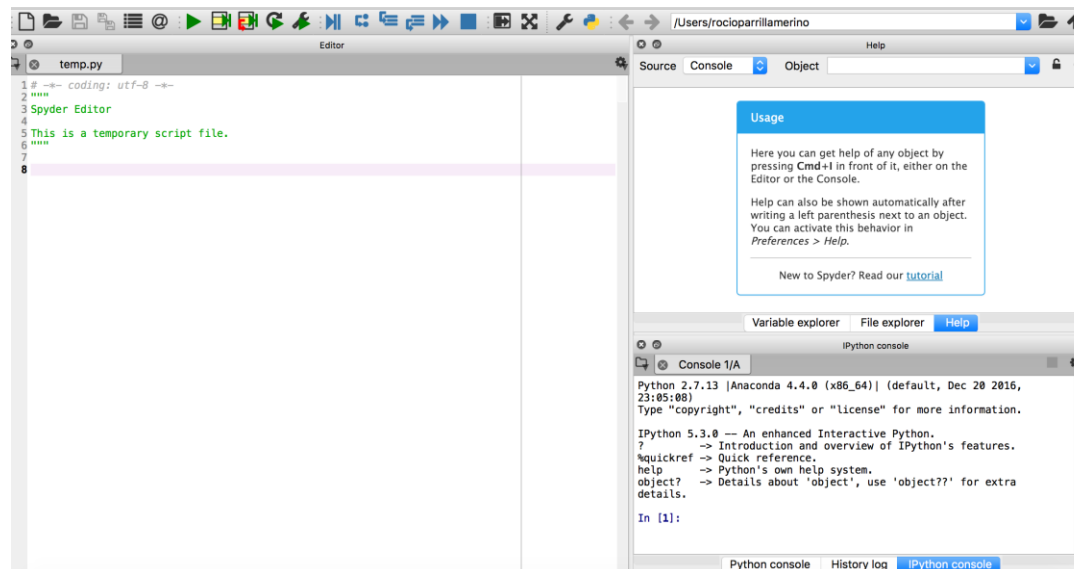 /Users/rocioparrillamerino
Editor
temp.py
1 # -*- coding: utf-8 -*-
2 """
3 Spyder Editor
4
5 This is a temporary script file.
6 """
7
8
Help
Source Console Object
Usage
Here you can get help of any object by
pressing Cmd+I in front of it, either on the
Editor or the Console.
Help can also be shown automatically after
writing a left parenthesis next to an object.
You can activate this behavior in
Preferences > Help.
New to Spyder? Read our tutorial
Variable explorer File explorer Help
IPython console
Console 1/A
Python 2.7.13 |Anaconda 4.4.0 (x86_64)| (default, Dec 20 2016,
23:05:08)
Type "copyright", "credits" or "license" for more information.
IPython 5.3.0 -- An enhanced Interactive Python.
? -> Introduction and overview of IPython's features.
%quickref -> Quick reference.
help -> Python's own help system.
object? -> Details about 'object', use 'object??' for extra
details.
In [1]:
Python console History log IPython console